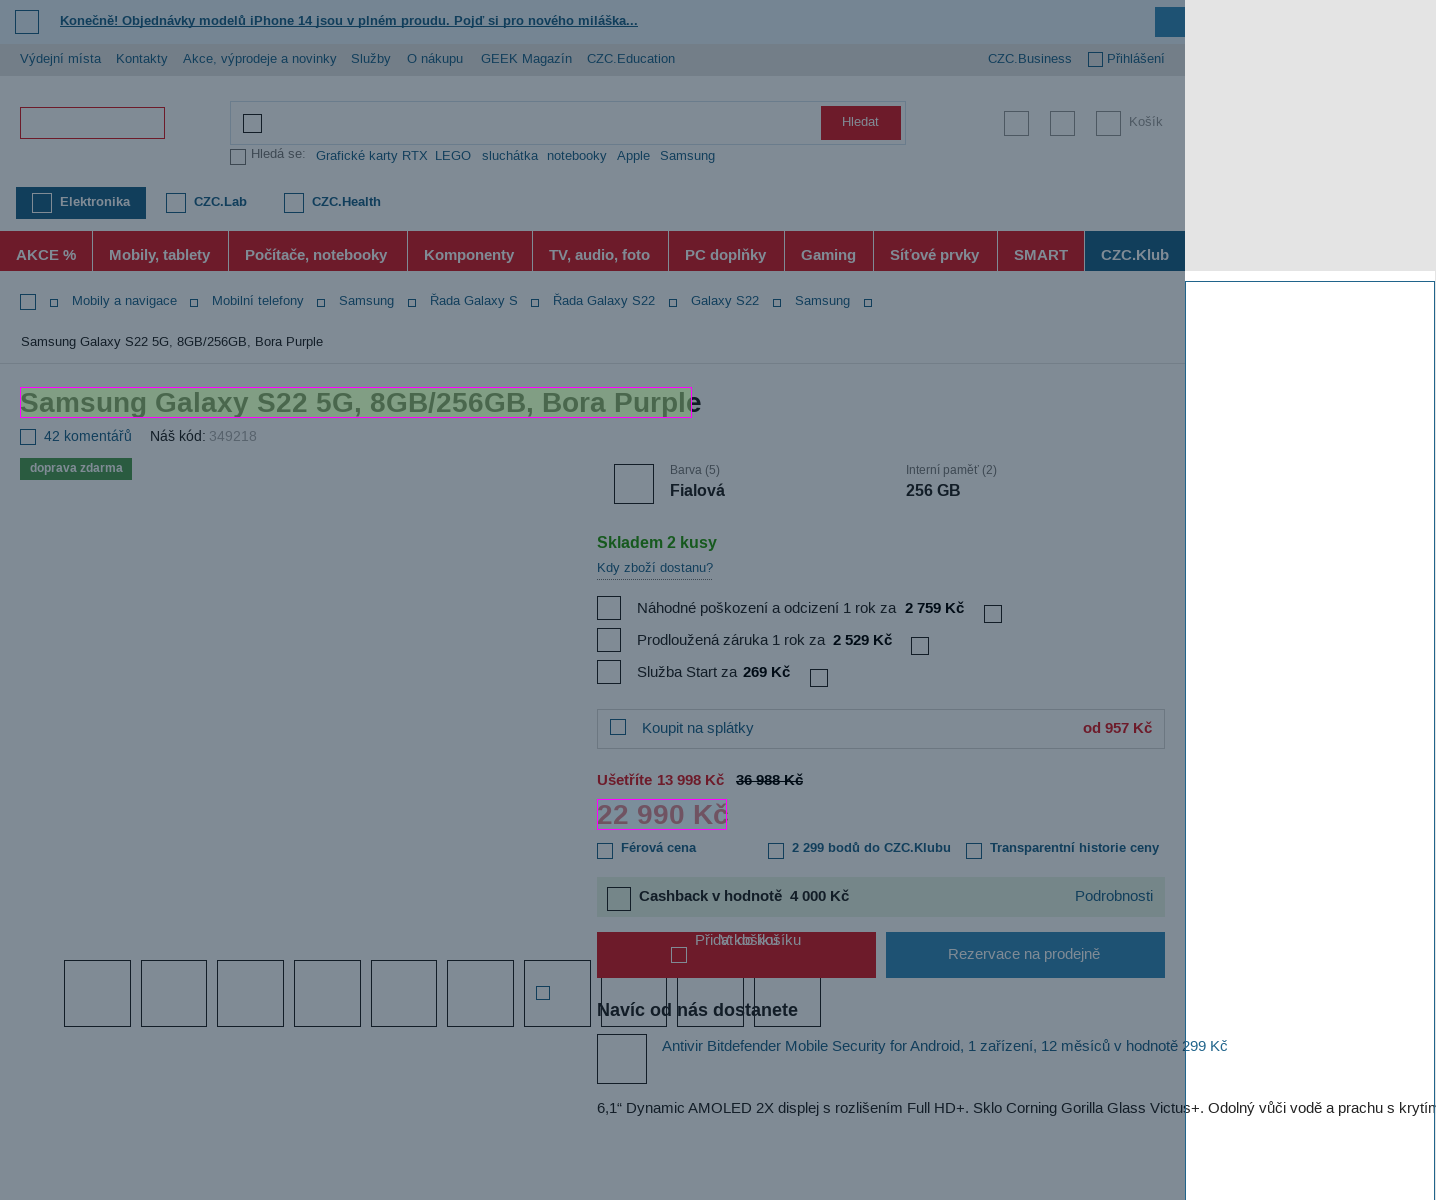 Konečně! Objednávky modelů iPhone 14 jsou v plném proudu. Pojď si pro nového miláška...
Výdejní místa Kontakty Akce, výprodeje a novinky Služby O nákupu GEEK Magazín CZC.Education CZC.Business Přihlášení
Hledat Košík
Hledá se: Grafické karty RTX LEGO sluchátka notebooky Apple Samsung
Elektronika CZC.Lab CZC.Health
AKCE % Mobily, tablety Počítače, notebooky Komponenty TV, audio, foto PC doplňky Gaming Síťové prvky SMART CZC.Klub
Mobily a navigace Mobilní telefony Samsung Řada Galaxy S Řada Galaxy S22 Galaxy S22 Samsung
Samsung Galaxy S22 5G, 8GB/256GB, Bora Purple
Samsung Galaxy S22 5G, 8GB/256GB, Bora Purple
42 komentářů Náš kód: 349218
doprava zdarma
Barva (5) Interní paměť (2)
Fialová 256 GB
Skladem 2 kusy
Kdy zboží dostanu?
Náhodné poškození a odcizení 1 rok za 2 759 Kč
Prodloužená záruka 1 rok za 2 529 Kč
Služba Start za 269 Kč
Koupit na splátky od 957 Kč
Ušetříte 13 998 Kč 36 988 Kč
22 990 Kč
Férová cena 2 299 bodů do CZC.Klubu Transparentní historie ceny
Cashback v hodnotě 4 000 Kč Podrobnosti
Přidat do košíku V košíku
Rezervace na prodejně
Navíc od nás dostanete
Antivir Bitdefender Mobile Security for Android, 1 zařízení, 12 měsíců v hodnotě 299 Kč
6,1“ Dynamic AMOLED 2X displej s rozlišením Full HD+. Sklo Corning Gorilla Glass Victus+. Odolný vůči vodě a prachu s krytím